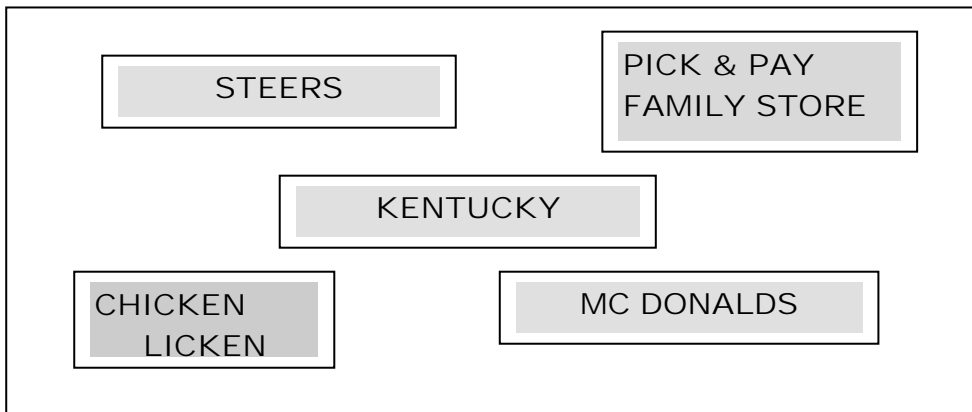 STEERS
PICK & PAY
FAMILY STORE
KENTUCKY
CHICKEN
LICKEN
MC DONALDS